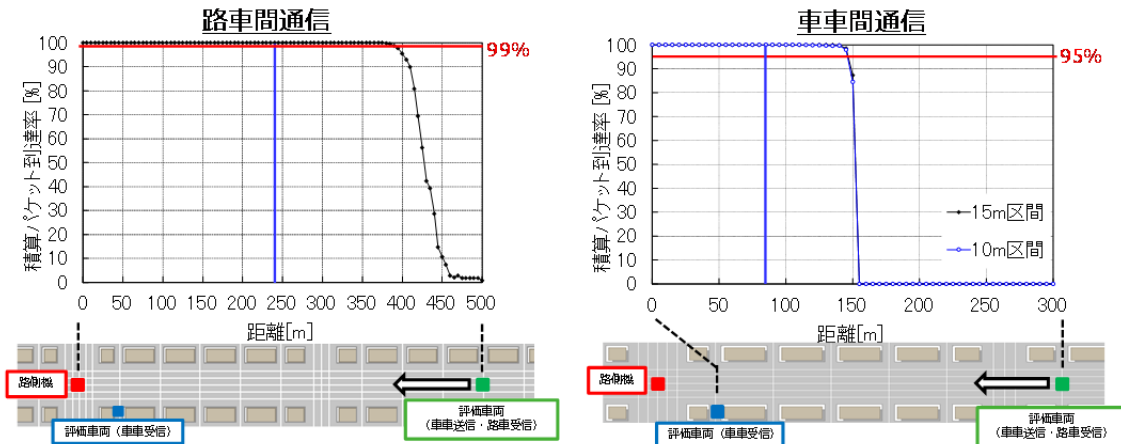 路車間通信
積算パケット到達率 [%]
100
90
80
70
60
50
40
30
20
10
0
99%
0 50 100 150 200 250 300 350 400 450 500
距離[m]
路側機
評価車両（車車受信）
評価車両
（車車送信・路車受信）
車車間通信
積算パケット到達率 [%]
100
90
80
70
60
50
40
30
20
10
0
95%
15m区間
10m区間
0 50 100 150 200 250 300
距離[m]
路側機
評価車両（車車受信）
評価車両
（車車送信・路車受信）